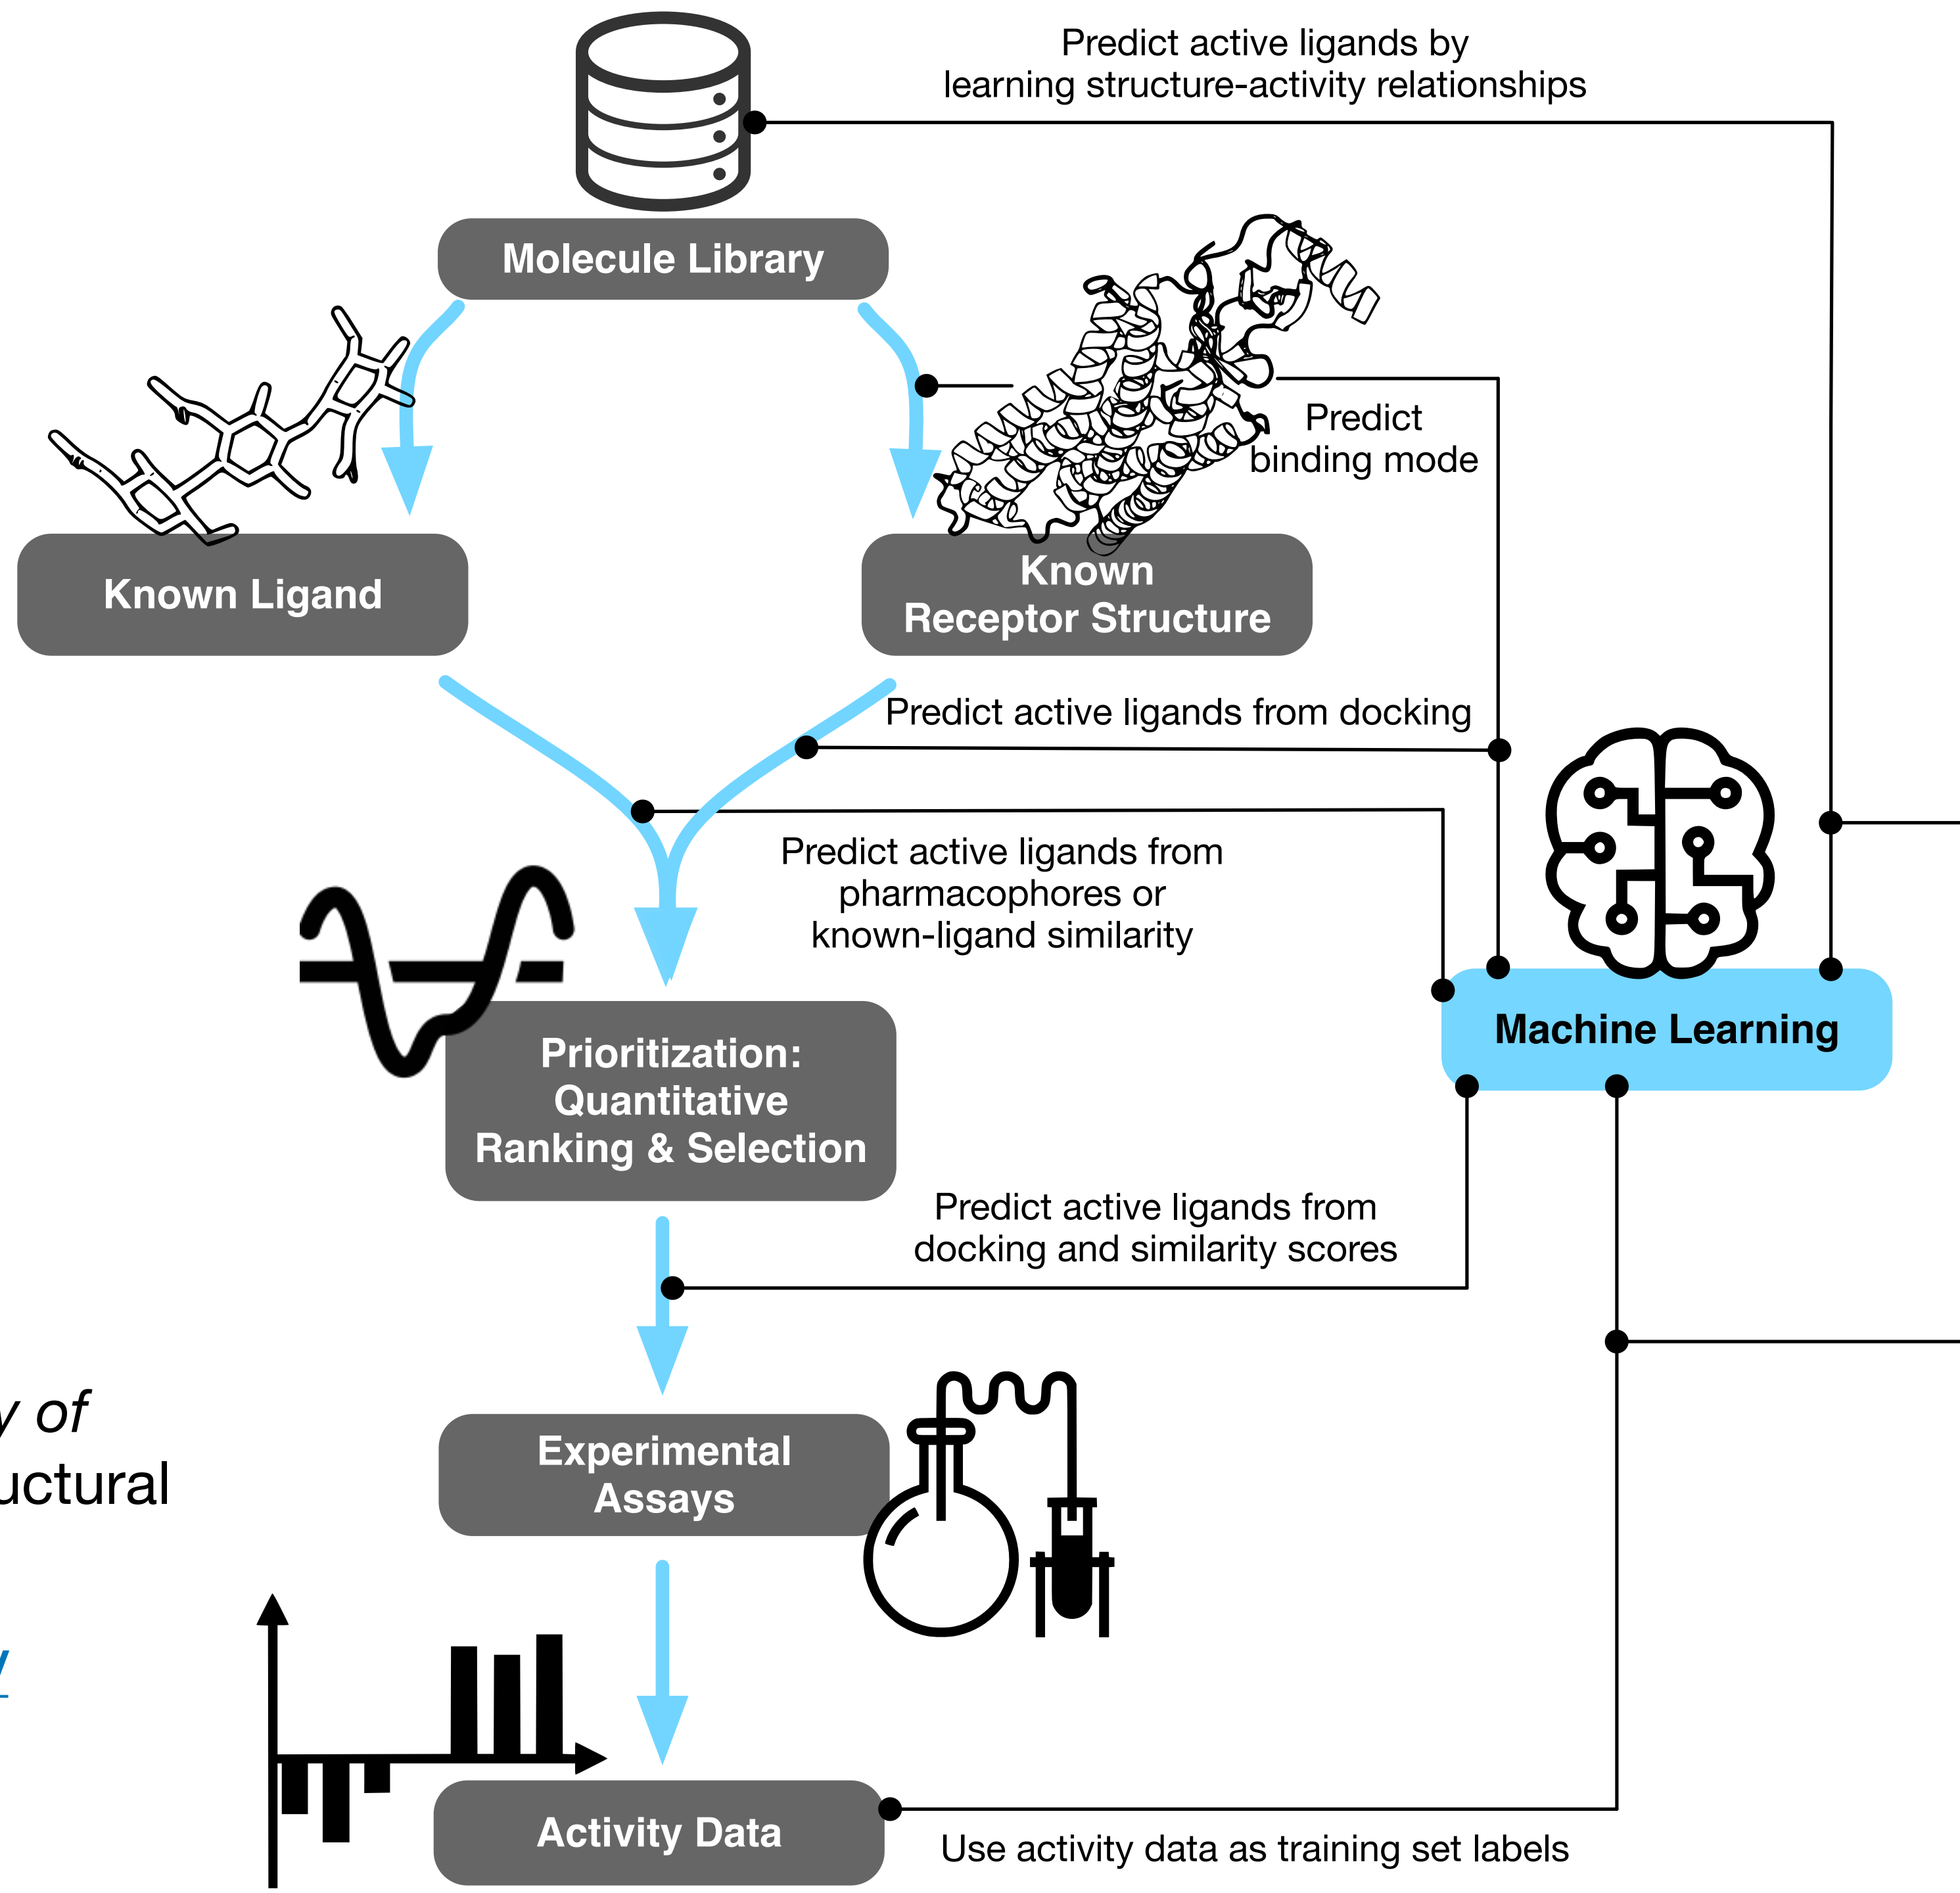 Predict active ligands by
learning structure-activity relationships
Molecule Library
Predict
binding mode
Known Ligand
Known
Receptor Structure
Predict active ligands from docking
Predict active ligands from
pharmacophores or
known-ligand similarity
Machine Learning
Prioritization:
Quantitative
Ranking & Selection
Predict active ligands from
docking and similarity scores
of
Experimental
Assays
Activity Data
Use activity data as training set labels